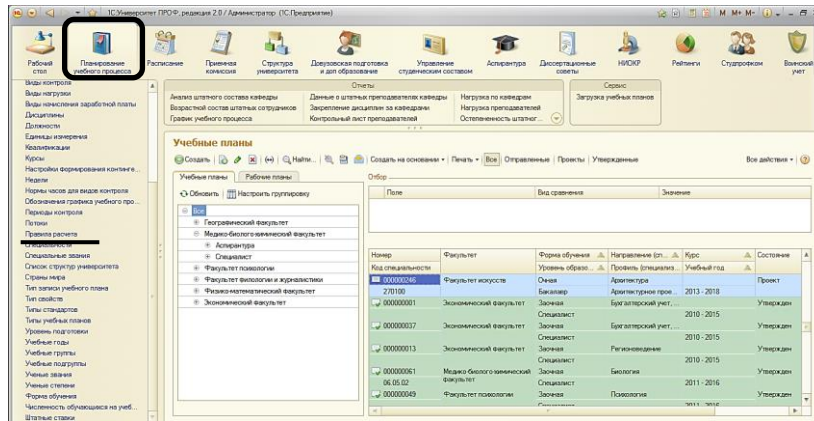 1С:Университет ПРОФ, редакция 2.0 / Администратор (1С:Предприятие)
M M+ M-
Рабочий стол
Планирование учебного процесса
Расписание
Приемная комиссия
Структура университета
Довузовская подготовка и доп образование
Управление студенческим составом
Аспирантура
Диссертационные советы
НИОКР
Рейтинги
Студпрофком
Воинский учет
Виды контроля
Виды нагрузки
Виды начисления заработной платы
Дисциплины
Должности
Единицы измерения
Квалификации
Курсы
Настройки формирования континге...
Недели
Нормы часов для видов контроля
Обозначения графика учебного про...
Периоды контроля
Потоки
Правила расчета
Специальности
Специальные звания
Список структур университета
Страны мира
Тип записи учебного плана
Тип свойств
Типы стандартов
Типы учебных планов
Уровень подготовки
Учебные годы
Учебные группы
Учебные подгруппы
Ученые звания
Ученые степени
Форма обучения
Численность обучающихся на учеб...
Штатные ставки
Отчеты
Анализ штатного состава кафедры
Данные о штатных преподавателях кафедры
Нагрузка по кафедрам
Возрастной состав штатных сотрудников
Закрепление дисциплин за кафедрами
Нагрузка преподавателей
График учебного процесса
Контрольный лист преподавателей
Остепененность штатног...
Сервис
Загрузка учебных планов
Учебные планы
Создать
Найти...
Создать на основании
Печать
Все
Отправленные
Проекты
Утвержденные
Все действия
Учебные планы
Рабочие планы
Обновить
Настроить группировку
Все
Географический факультет
Медико-биолого-химический факультет
Аспирантура
Специалист
Факультет психологии
Факультет филологии и журналистики
Физико-математический факультет
Экономический факультет
Отбор
Поле Вид сравнения Значение
Номер Факультет Форма обучения Направление (сп... Курс Состояние
Код специальности Уровень образо... Профиль (специализ... Учебный год
000000246 Факультет искусств Очная Архитектура Проект
270100 Бакалавр Архитектурное прое... 2013 - 2018
000000001 Экономический факультет Заочная Бухгалтерский учет, ... Утвержден
Специалист 2010 - 2015
000000037 Экономический факультет Заочная Бухгалтерский учет, ... Утвержден
Специалист 2010 - 2015
000000013 Экономический факультет Заочная Регионоведение Утвержден
Специалист 2010 - 2015
000000061 Медико-биолого-химический факультет Заочная Биология Утвержден
06.05.02 Специалист 2011 - 2016
000000049 Факультет психологии Заочная Психология Утвержден